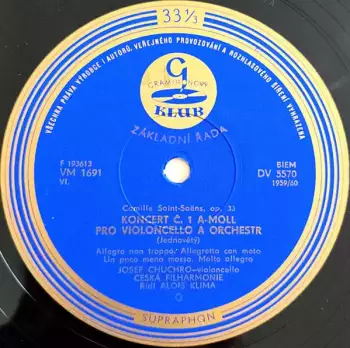 33 1/3
VŠECHNA PRÁVA VÝROBCE I AUTORŮ, VEŘEJNÉHO PROVOZOVÁNÍ A ROZHLASOVÉHO ŠÍŘENÍ VYHRAZENA
G
GRAMOFONOVÝ
KLUB
ZÁKLADNÍ ŘADA
F 193613
VM 1691
VI.
BIEM
DV 5570
1959/60
Camille Saint-Saëns, op. 33
KONCERT Č. 1 A-MOLL
PRO VIOLONCELLO A ORCHESTR
(Jednovětý)
Allegro non troppo. Allegretto con moto
Un poco meno mosso. Molto allegro
JOSEF CHUCHRO—violoncello
ČESKÁ FILHARMONIE
Řídí ALOIS KLÍMA
SUPRAPHON